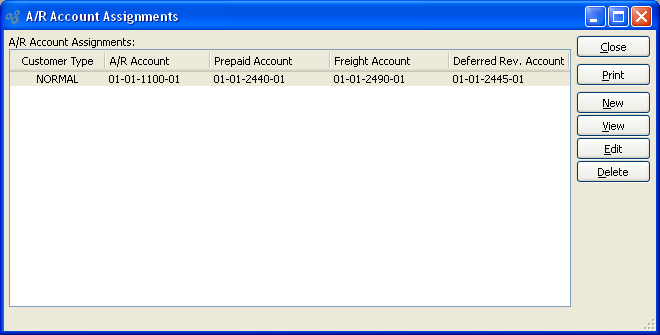 A/R Account Assignments
A/R Account Assignments:
Customer Type A/R Account Prepaid Account Freight Account Deferred Rev. Account
NORMAL 01-01-1100-01 01-01-2440-01 01-01-2490-01 01-01-2445-01
Close
Print
New
View
Edit
Delete